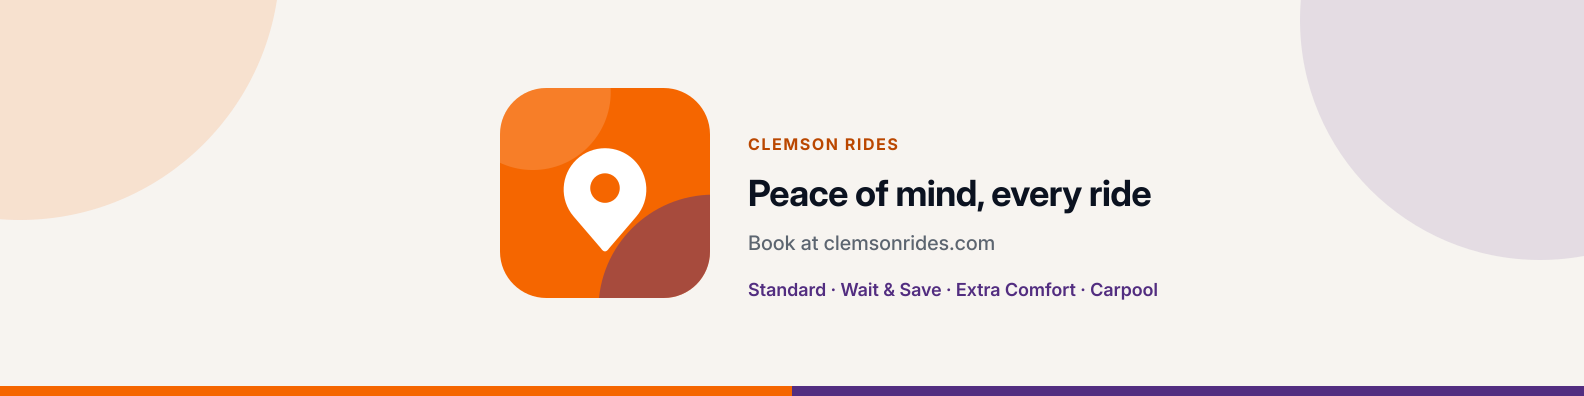 CLEMSON RIDES
Peace of mind, every ride
Book at clemsonrides.com
Standard · Wait & Save · Extra Comfort · Carpool